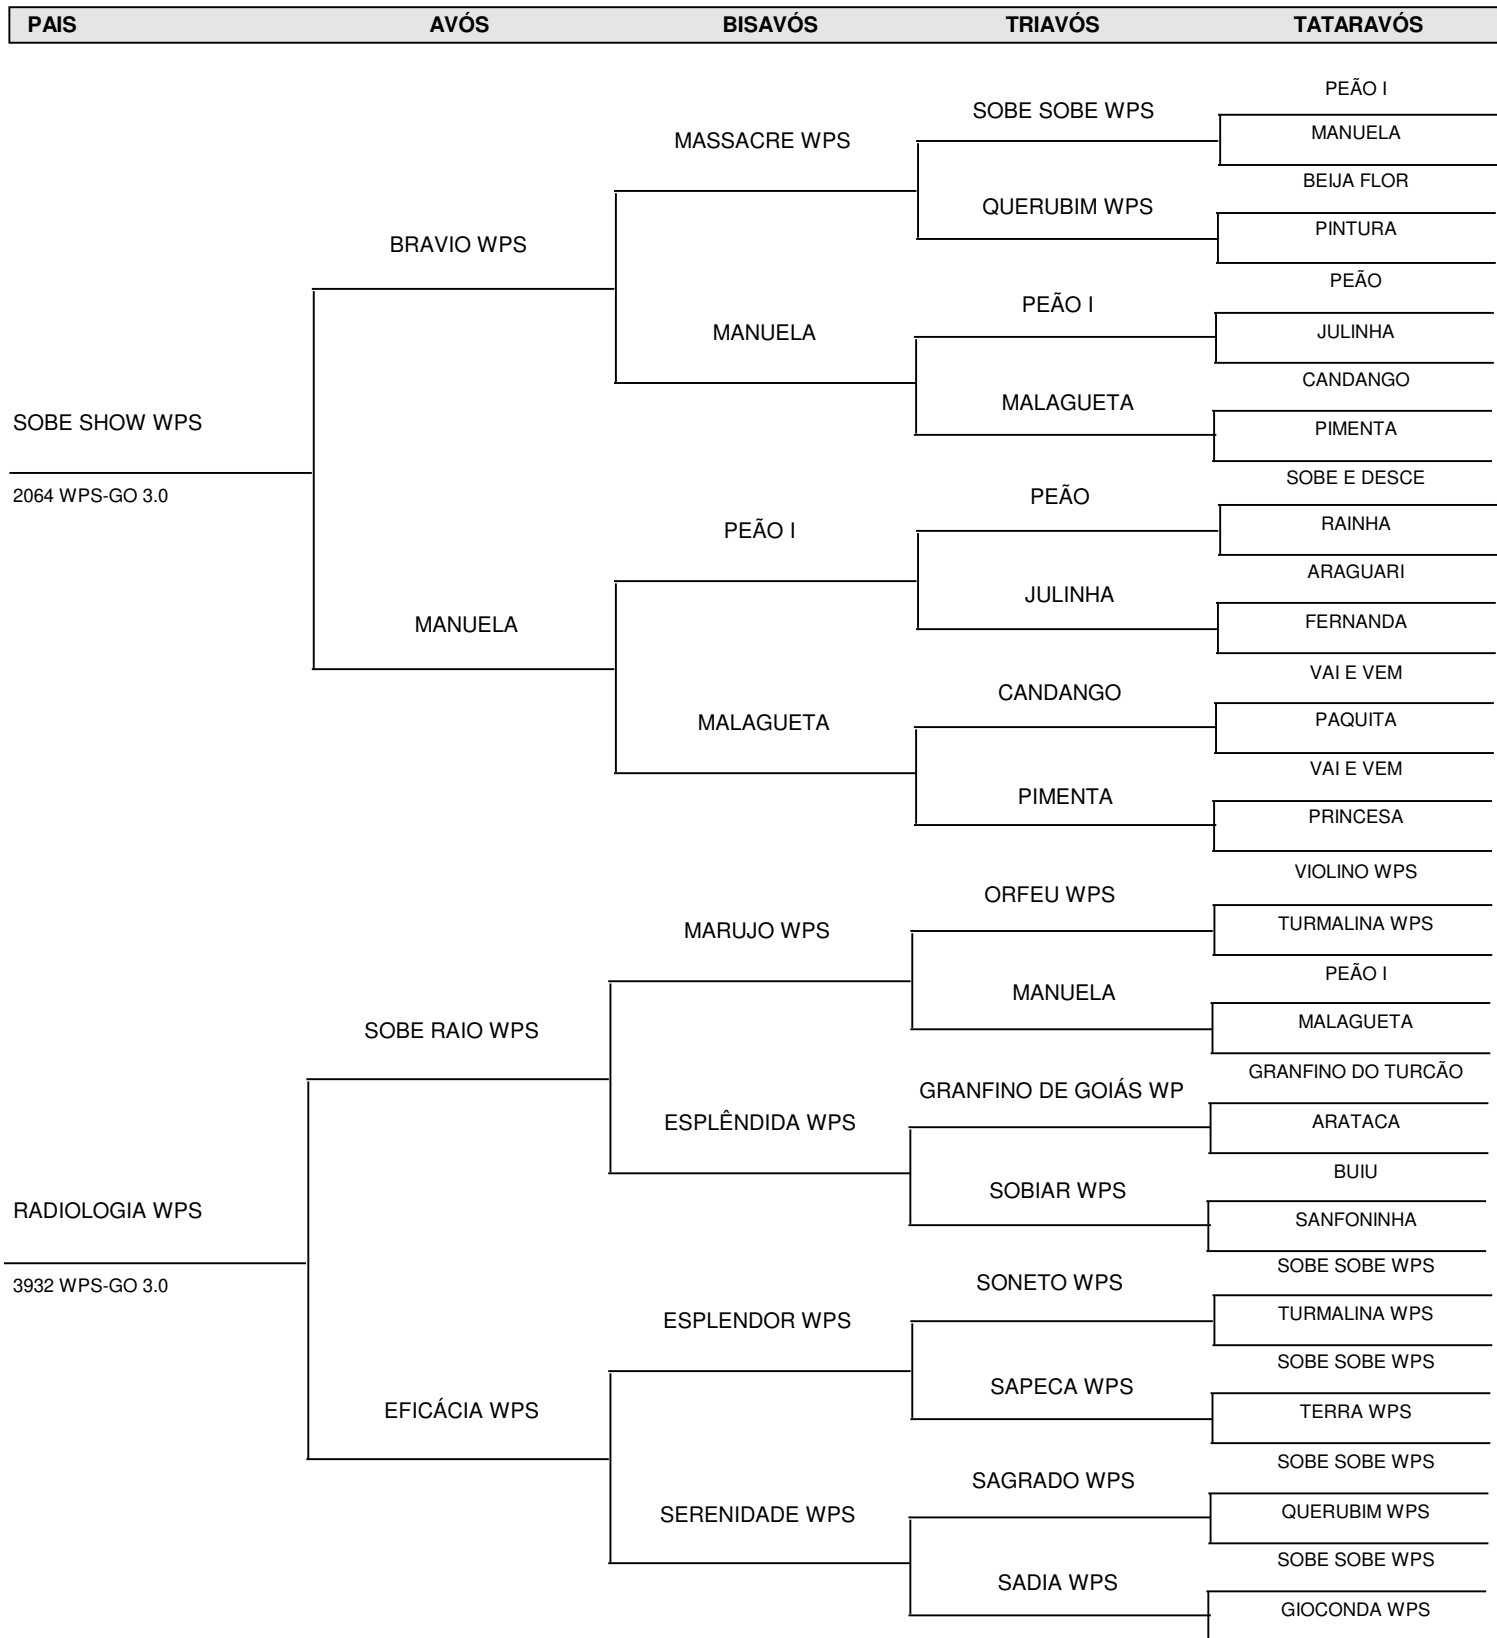 PAIS AVÓS BISAVÓS TRIAVÓS TATARAVÓS
PEÃO I
SOBE SOBE WPS
MANUELA
MASSACRE WPS
BEIJA FLOR
QUERUBIM WPS
PINTURA
BRAVIO WPS
PEÃO
PEÃO I
JULINHA
MANUELA
CANDANGO
MALAGUETA
PIMENTA
SOBE SHOW WPS
2064 WPS-GO 3.0
SOBE E DESCE
PEÃO
RAINHA
PEÃO I
ARAGUARI
JULINHA
FERNANDA
MANUELA
VAI E VEM
CANDANGO
PAQUITA
MALAGUETA
VAI E VEM
PIMENTA
PRINCESA
VIOLINO WPS
ORFEU WPS
TURMALINA WPS
MARUJO WPS
PEÃO I
MANUELA
MALAGUETA
SOBE RAIO WPS
GRANFINO DO TURCÃO
GRANFINO DE GOIÁS WP
ARATACA
ESPLÊNDIDA WPS
BUIU
SOBIAR WPS
SANFONINHA
RADIOLOGIA WPS
3932 WPS-GO 3.0
SOBE SOBE WPS
SONETO WPS
TURMALINA WPS
ESPLENDOR WPS
SOBE SOBE WPS
SAPECA WPS
TERRA WPS
EFICÁCIA WPS
SOBE SOBE WPS
SAGRADO WPS
QUERUBIM WPS
SERENIDADE WPS
SOBE SOBE WPS
SADIA WPS
GIOCONDA WPS